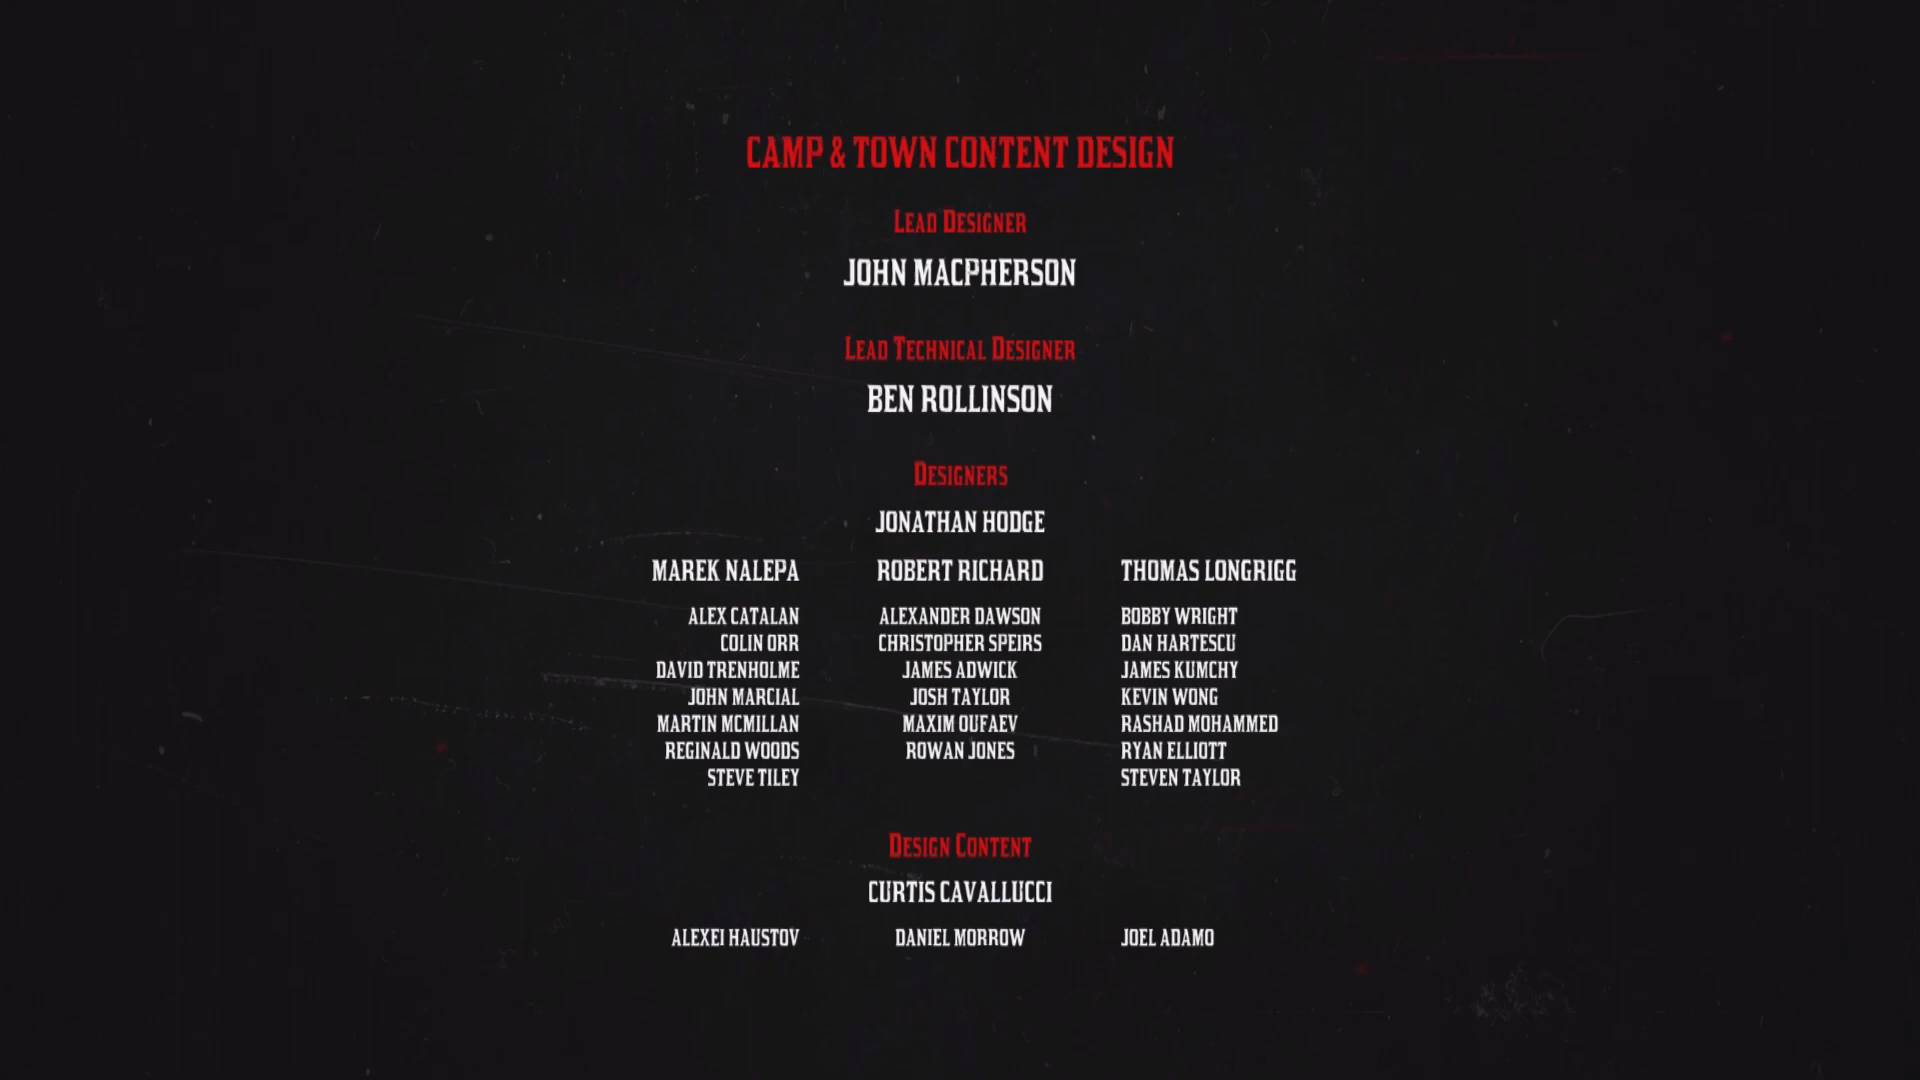 CAMP & TOWN CONTENT DESIGN
LEAD DESIGNER
JOHN MACPHERSON
LEAD TECHNICAL DESIGNER
BEN ROLLINSON
DESIGNERS
JONATHAN HODGE
MAREK NALEPA ROBERT RICHARD THOMAS LONGRIGG
ALEX CATALAN ALEXANDER DAWSON BOBBY WRIGHT
COLIN ORR CHRISTOPHER SPEIRS DAN HARTESCU
DAVID TRENHOLME JAMES ADWICK JAMES KUMCHY
JOHN MARCIAL JOSH TAYLOR KEVIN WONG
MARTIN MCMILLAN MAXIM OUFAEV RASHAD MOHAMMED
REGINALD WOODS ROWAN JONES RYAN ELLIOTT
STEVE TILEY STEVEN TAYLOR
DESIGN CONTENT
CURTIS CAVALLUCCI
ALEXEI HAUSTOV DANIEL MORROW JOEL ADAMO